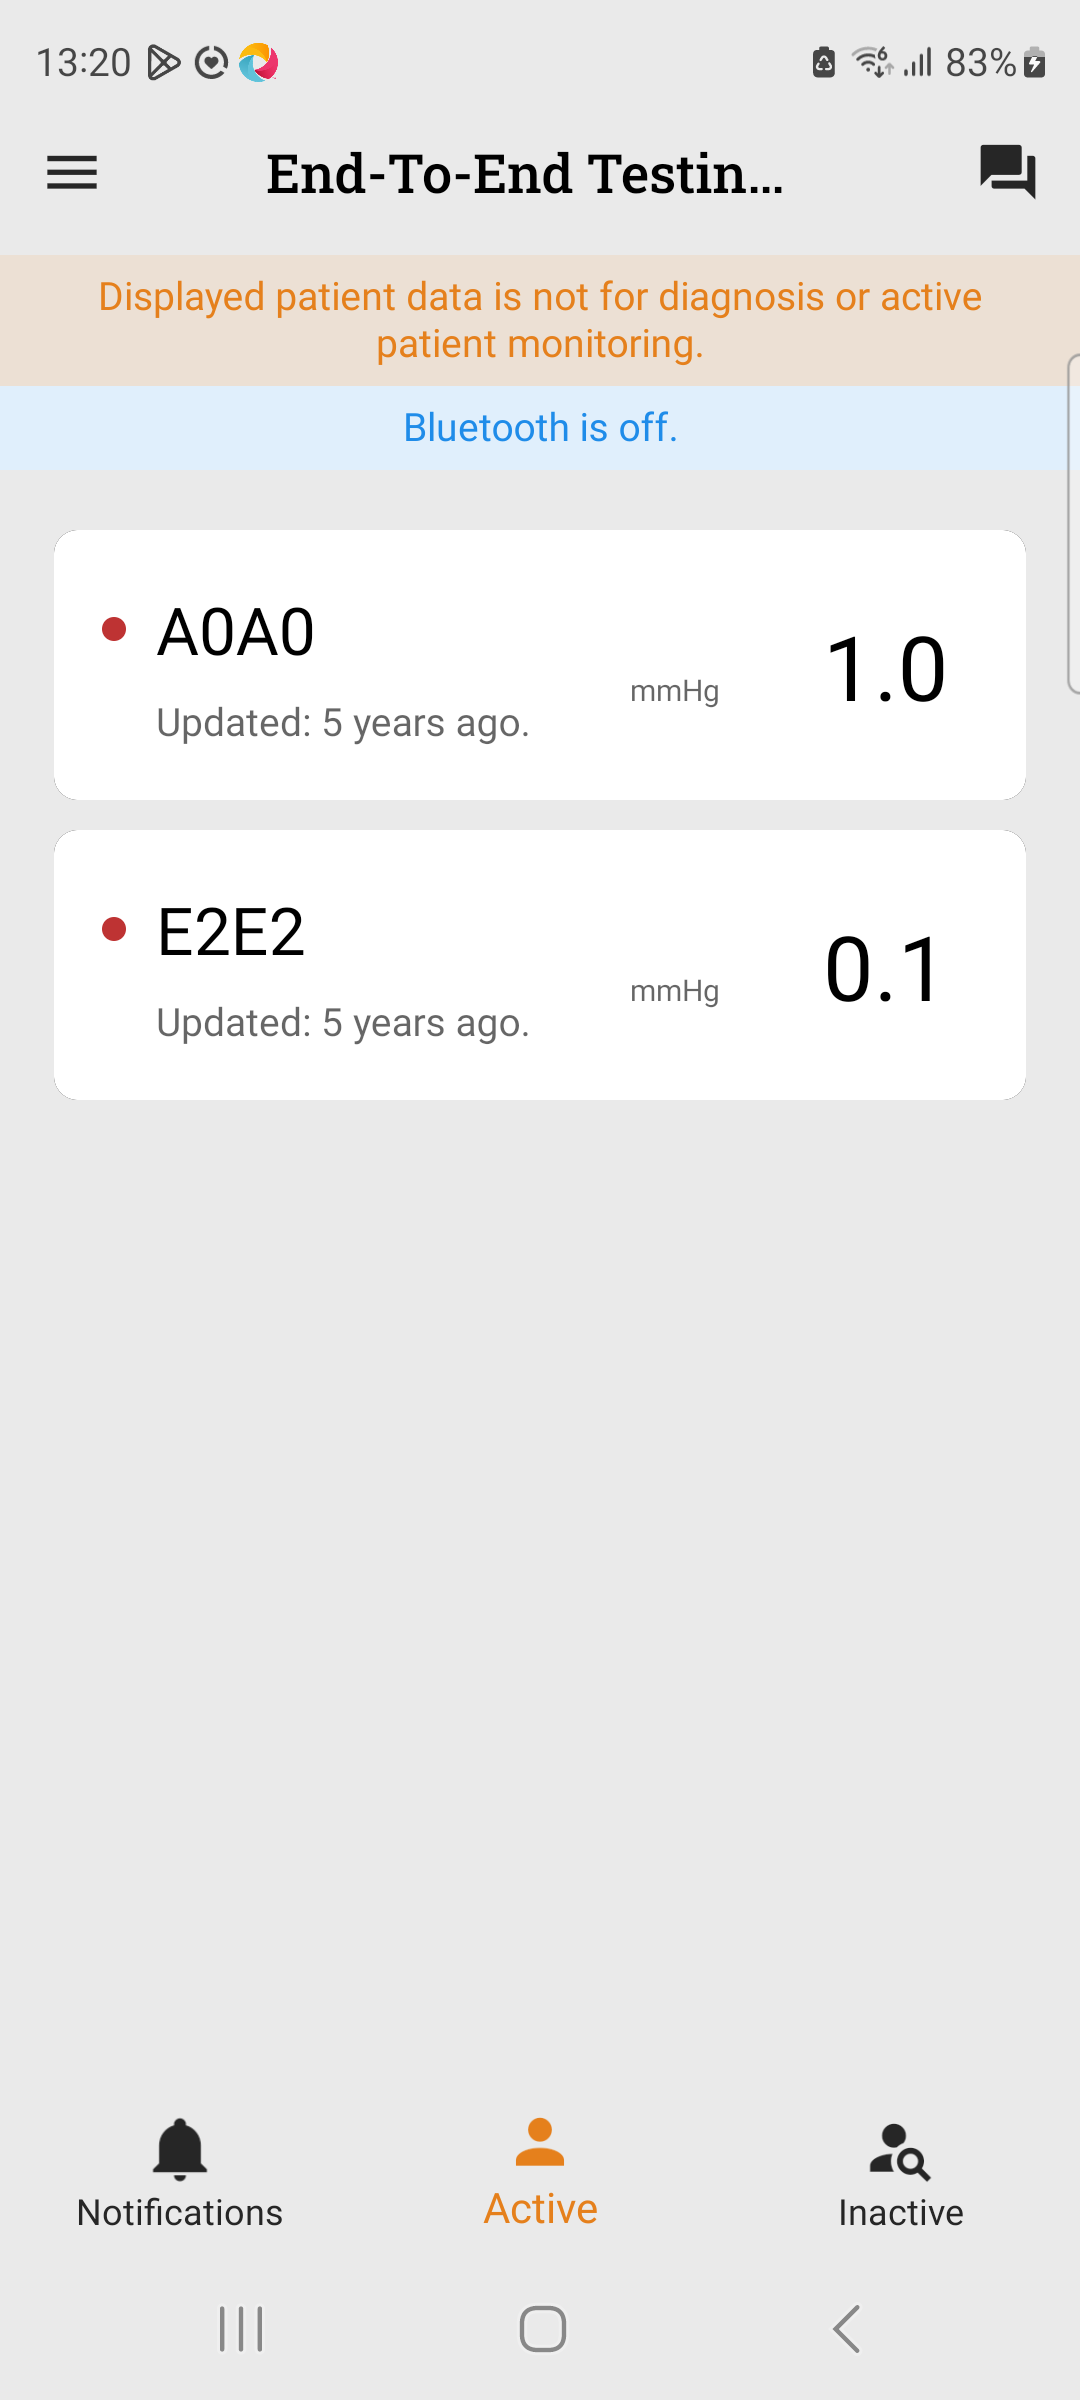 13:20
83%
End-To-End Testin...
Displayed patient data is not for diagnosis or active
patient monitoring.
Bluetooth is off.
A0A0
Updated: 5 years ago.
mmHg
1.0
E2E2
Updated: 5 years ago.
mmHg
0.1
Notifications
Active
Inactive